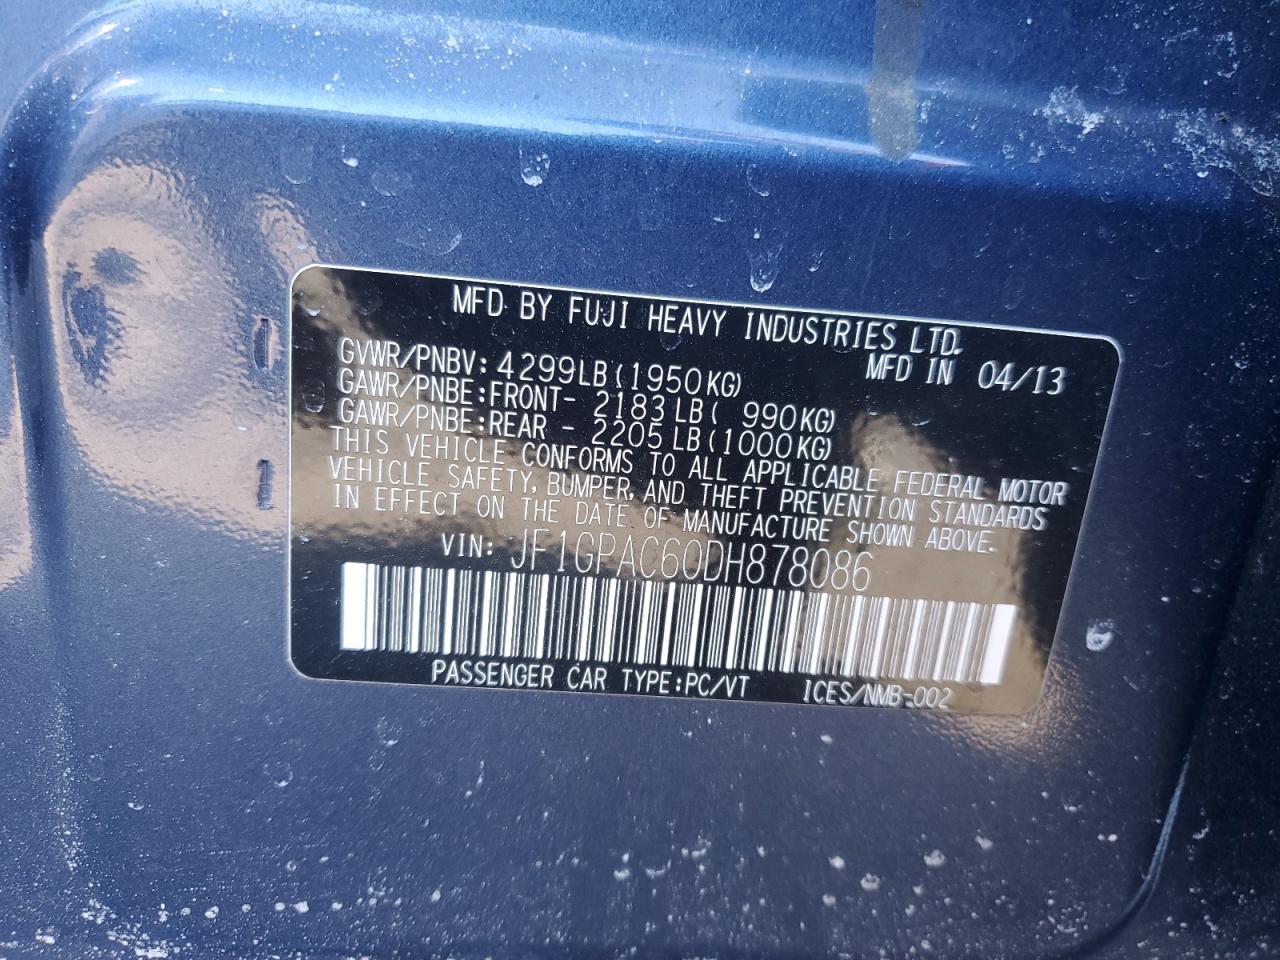 MFD BY FUJI HEAVY INDUSTRIES LTD.
GVWR/PNBV: 4299LB(1950KG) MFD IN 04/13
GAWR/PNBE:FRONT- 2183LB( 990KG)
GAWR/PNBE:REAR - 2205LB(1000KG)
THIS VEHICLE CONFORMS TO ALL APPLICABLE FEDERAL MOTOR
VEHICLE SAFETY, BUMPER, AND THEFT PREVENTION STANDARDS
IN EFFECT ON THE DATE OF MANUFACTURE SHOWN ABOVE.
VIN: JF1GPAC60DH878086
PASSENGER CAR TYPE:PC/VT ICES/NMB-002